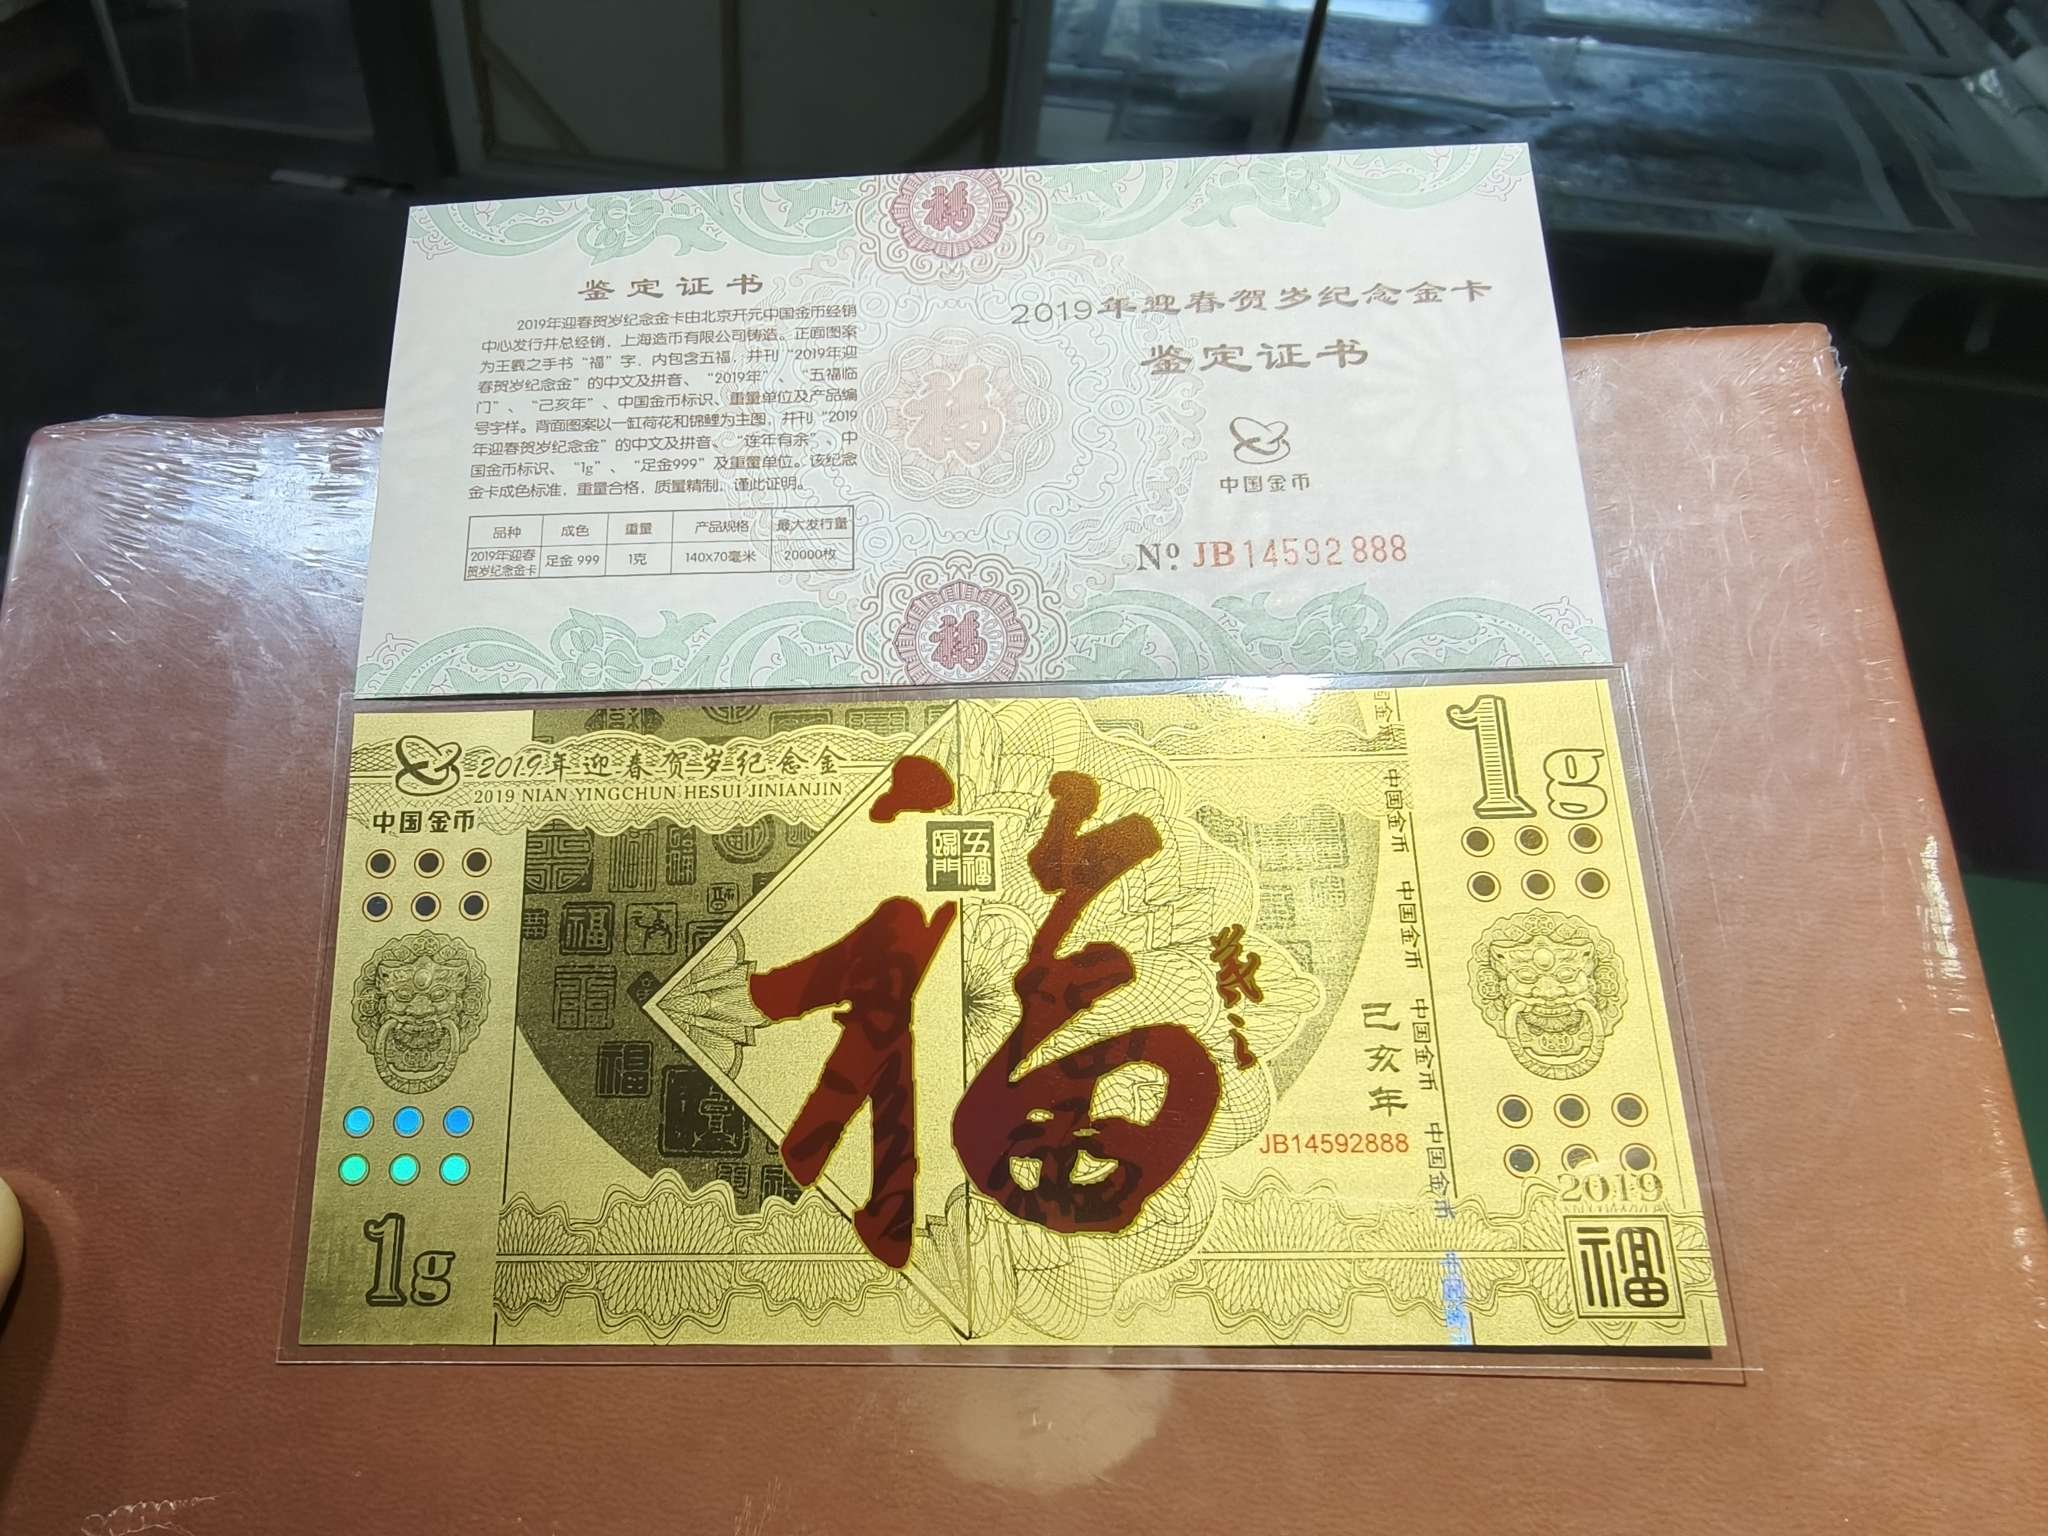 福
鉴定证书
2019年迎春贺岁纪念金卡由北京开元中国金币经销
中心发行并总经销，上海造币有限公司铸造。正面图案
为王羲之手书“福”字，内包含五福，并刊“2019年迎
春贺岁纪念金”的中文及拼音、“2019年”、“五福临
门”、“己亥年”、中国金币标识、重量单位及产品编
号字样。背面图案以一缸荷花和锦鲤为主图，并刊“2019
年迎春贺岁纪念金”的中文及拼音、“连年有余”、中
国金币标识、“1g”、“足金999”及重量单位。该纪念
金卡成色标准，重量合格，质量精制，谨此证明。
品种 成色 重量 产品规格 最大发行量
2019年迎春
贺岁纪念金卡 足金 999 1克 140x70毫米 20000枚
福
2019年迎春贺岁纪念金卡
鉴定证书
中国金币
Nº JB14592888
福
2019年迎春贺岁纪念金
2019 NIAN YINGCHUN HESUI JINIANJIN
中国金币
1g
福
五福
臨門
羲之
己亥年
JB14592888
中国金币
中国金币
中国金币
中国金币
中国金币
中国金币
1g
2019
福
1g
福
福